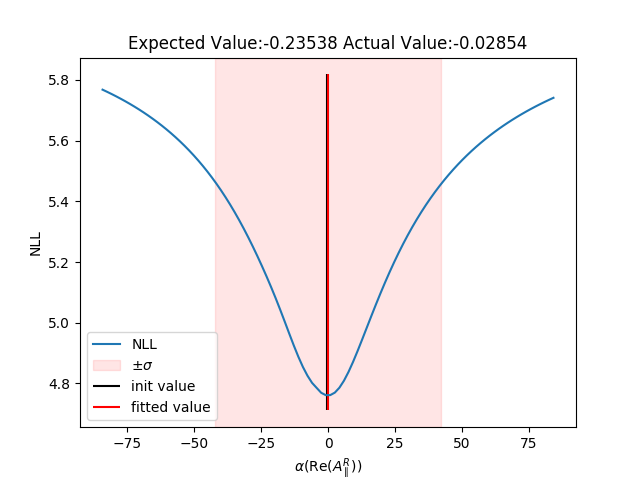 Expected Value:-0.23538 Actual Value:-0.02854
5.8
5.6
5.4
5.2
5.0
4.8
NLL
NLL
±σ
init value
fitted value
−75 −50 −25 0 25 50 75
α(Re(A_∥^R))